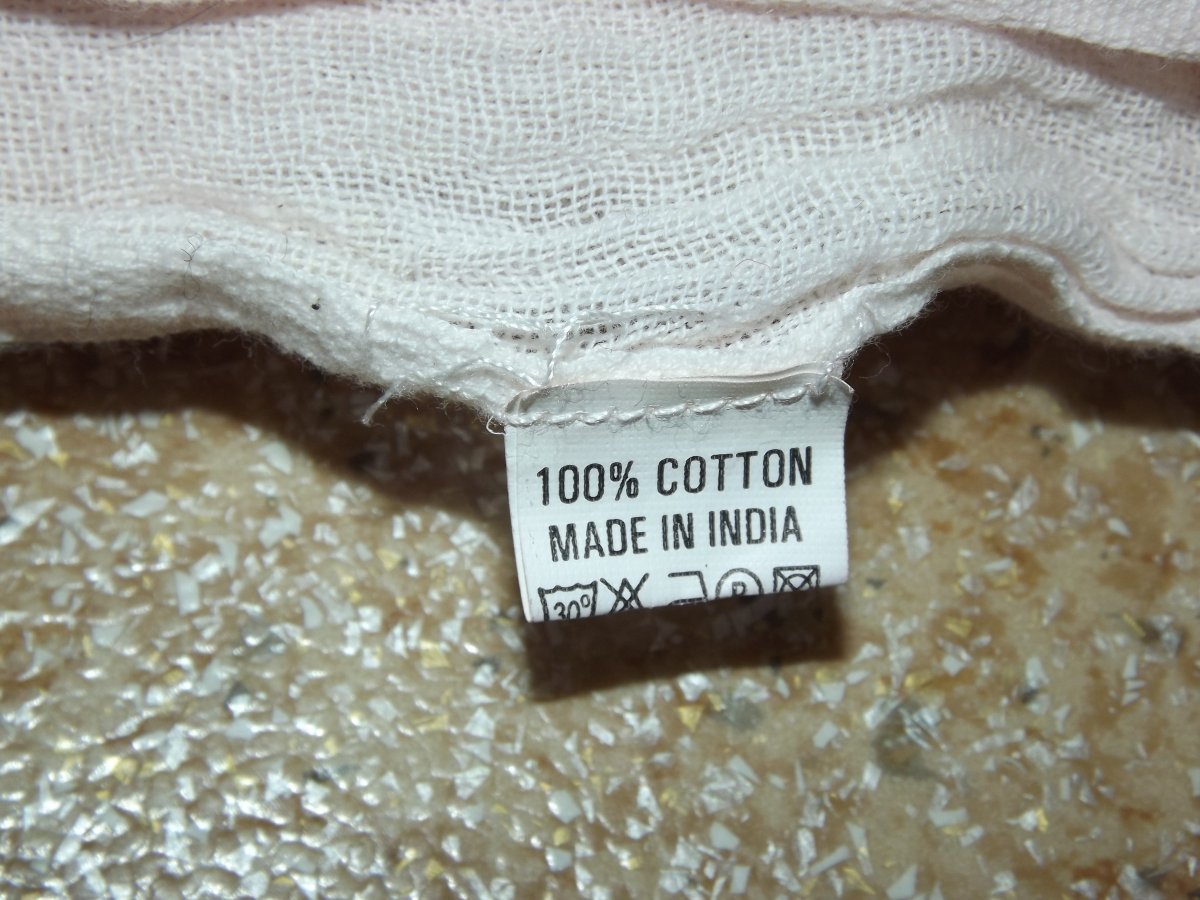 100% COTTON
MADE IN INDIA
30° P